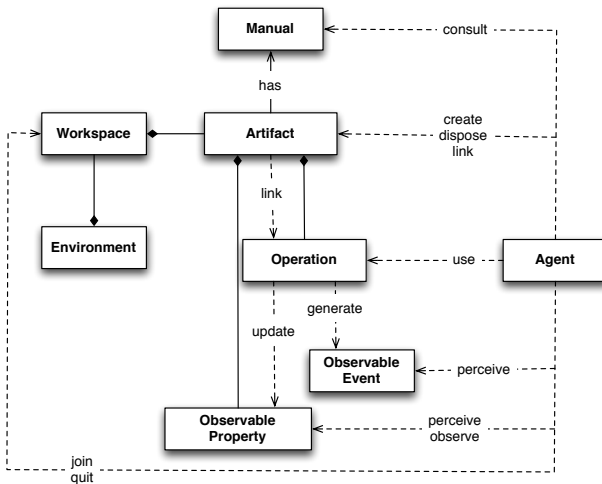 Manual
consult
has
Workspace
Artifact
create
dispose
link
link
Environment
Operation
use
Agent
generate
update
Observable
Event
perceive
Observable
Property
perceive
observe
join
quit